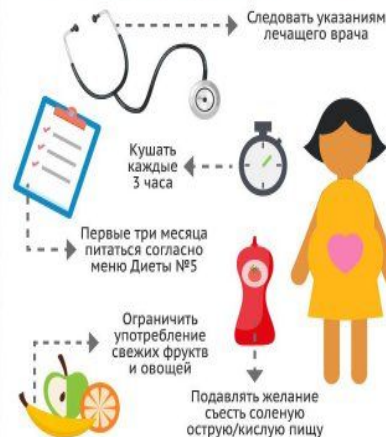 Следовать указаниям
лечащего врача
Кушать
каждые
3 часа
Первые три месяца
питаться согласно
меню Диеты №5
Ограничить
употребление
свежих фруктв
и овощей
Подавлять желание
съесть соленую
острую/кислую пищу